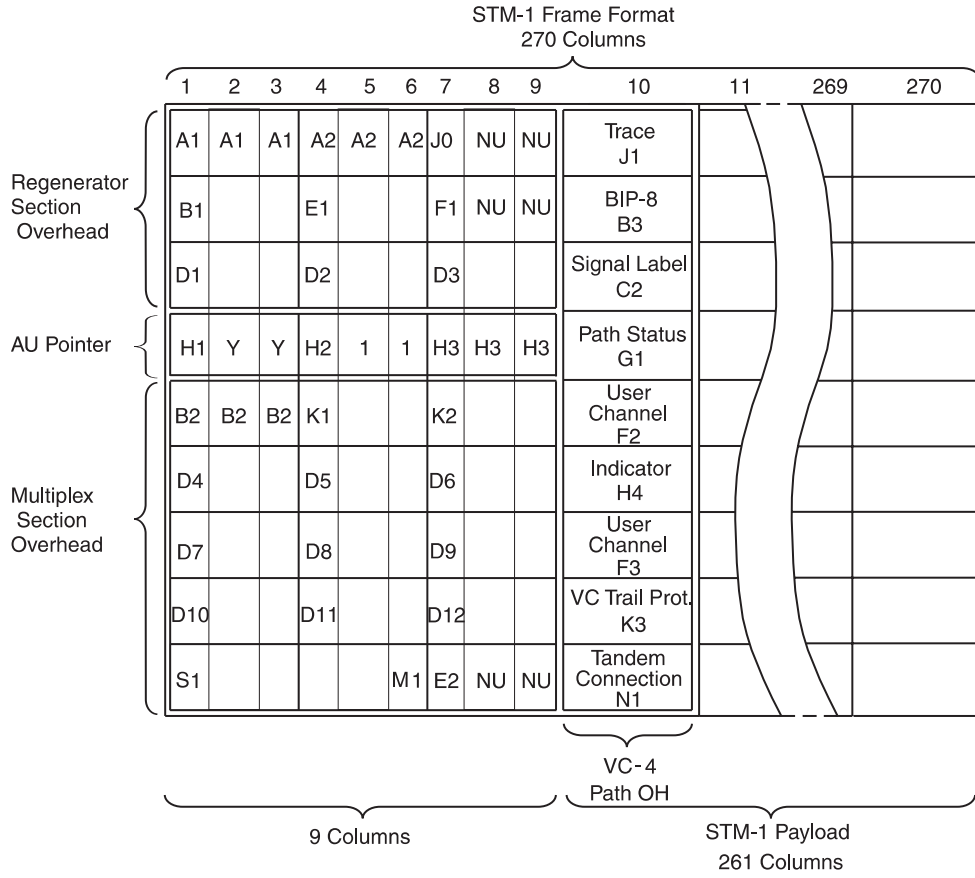 STM-1 Frame Format
270 Columns
1 2 3 4 5 6 7 8 9 10 11 269 270
Regenerator
Section
Overhead
A1 A1 A1 A2 A2 A2 J0 NU NU
Trace
J1
B1 E1 F1 NU NU
BIP-8
B3
D1 D2 D3
Signal Label
C2
AU Pointer
H1 Y Y H2 1 1 H3 H3 H3
Path Status
G1
Multiplex
Section
Overhead
B2 B2 B2 K1 K2
User
Channel
F2
D4 D5 D6
Indicator
H4
D7 D8 D9
User
Channel
F3
D10 D11 D12
VC Trail Prot.
K3
S1 M1 E2 NU NU
Tandem
Connection
N1
VC-4
Path OH
9 Columns
STM-1 Payload
261 Columns